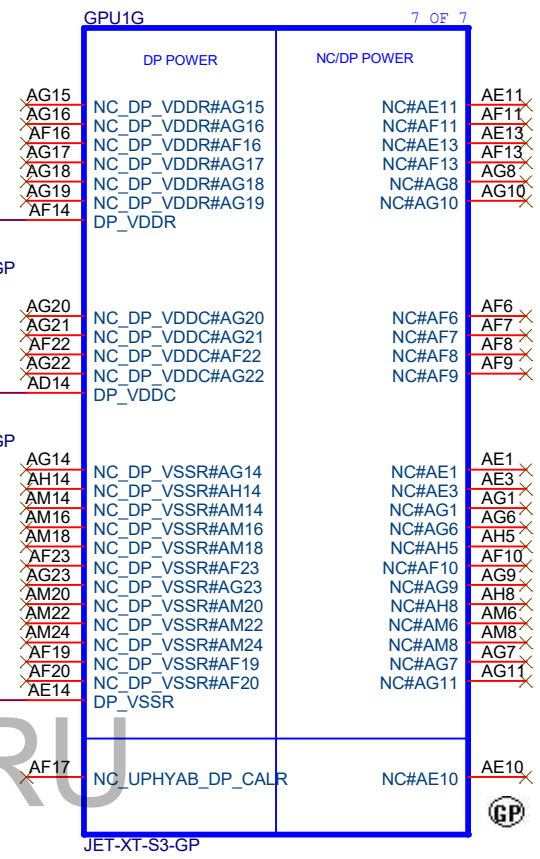 GPU1G 7 OF 7
DP POWER NC/DP POWER
AG15 NC_DP_VDDR#AG15 NC#AE11 AE11
AG16 NC_DP_VDDR#AG16 NC#AF11 AF11
AF16 NC_DP_VDDR#AF16 NC#AE13 AE13
AG17 NC_DP_VDDR#AG17 NC#AF13 AF13
AG18 NC_DP_VDDR#AG18 NC#AG8 AG8
AG19 NC_DP_VDDR#AG19 NC#AG10 AG10
AF14 DP_VDDR
GP
AG20 NC_DP_VDDC#AG20 NC#AF6 AF6
AG21 NC_DP_VDDC#AG21 NC#AF7 AF7
AF22 NC_DP_VDDC#AF22 NC#AF8 AF8
AG22 NC_DP_VDDC#AG22 NC#AF9 AF9
AD14 DP_VDDC
GP
AG14 NC_DP_VSSR#AG14 NC#AE1 AE1
AH14 NC_DP_VSSR#AH14 NC#AE3 AE3
AM14 NC_DP_VSSR#AM14 NC#AG1 AG1
AM16 NC_DP_VSSR#AM16 NC#AG6 AG6
AM18 NC_DP_VSSR#AM18 NC#AH5 AH5
AF23 NC_DP_VSSR#AF23 NC#AF10 AF10
AG23 NC_DP_VSSR#AG23 NC#AG9 AG9
AM20 NC_DP_VSSR#AM20 NC#AH8 AH8
AM22 NC_DP_VSSR#AM22 NC#AM6 AM6
AM24 NC_DP_VSSR#AM24 NC#AM8 AM8
AF19 NC_DP_VSSR#AF19 NC#AG7 AG7
AF20 NC_DP_VSSR#AF20 NC#AG11 AG11
AE14 DP_VSSR
RU
AF17 NC_UPHYAB_DP_CALR NC#AE10 AE10
GP
JET-XT-S3-GP